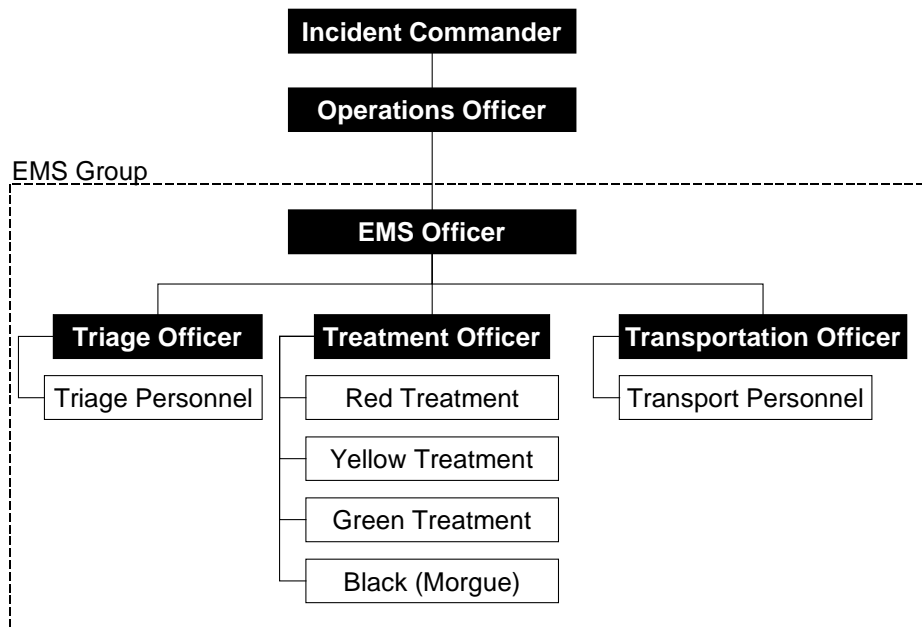 Incident Commander
Operations Officer
EMS Group
EMS Officer
Triage Officer
Treatment Officer
Transportation Officer
Triage Personnel
Red Treatment
Transport Personnel
Yellow Treatment
Green Treatment
Black (Morgue)